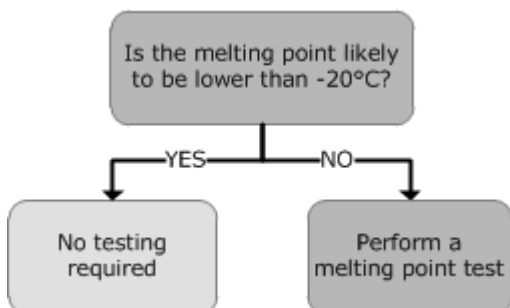 Is the melting point likely
to be lower than -20°C?
YES
NO
No testing
required
Perform a
melting point test